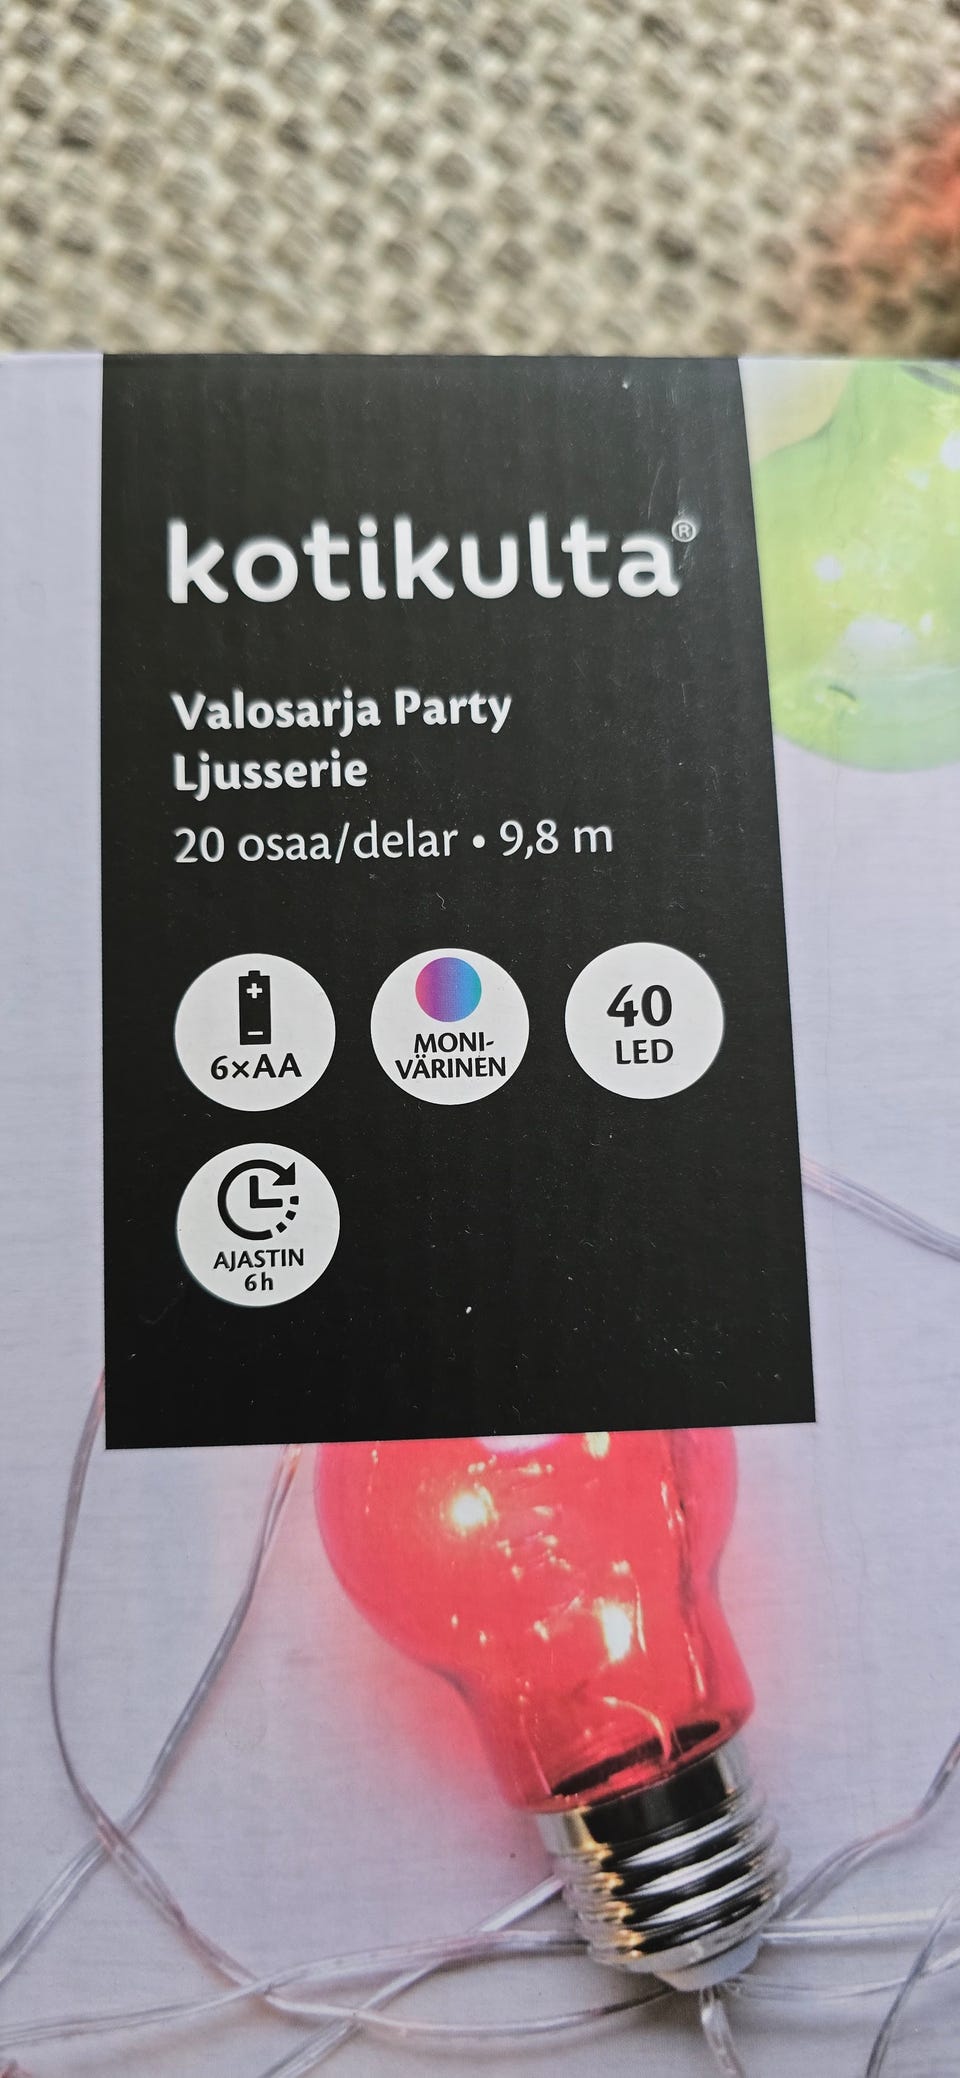 kotikulta®
Valosarja Party
Ljusserie
20 osaa/delar • 9,8 m
+
−
6×AA
MONI-
VÄRINEN
40
LED
AJASTIN
6h